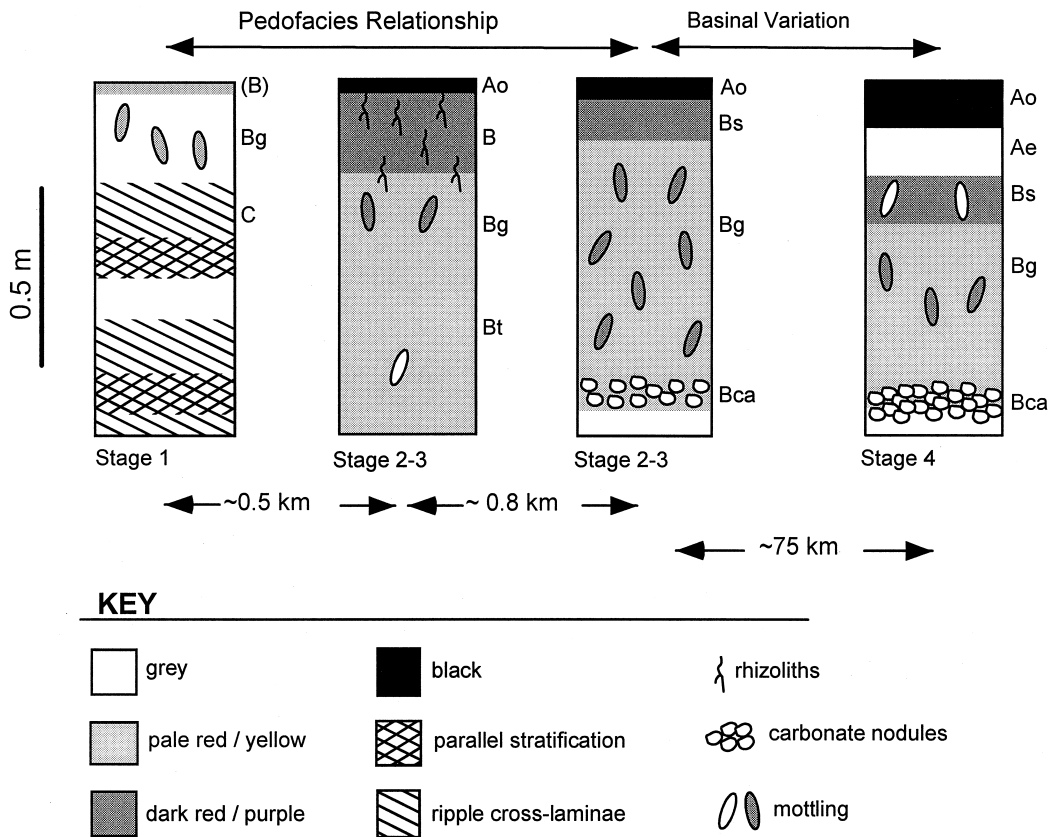 Pedofacies Relationship
Basinal Variation
0.5 m
(B)
Bg
C
Stage 1
Ao
B
Bg
Bt
Stage 2-3
Ao
Bs
Bg
Bca
Stage 2-3
Ao
Ae
Bs
Bg
Bca
Stage 4
~0.5 km
~ 0.8 km
~75 km
KEY
grey
black
rhizoliths
pale red / yellow
parallel stratification
carbonate nodules
dark red / purple
ripple cross-laminae
mottling